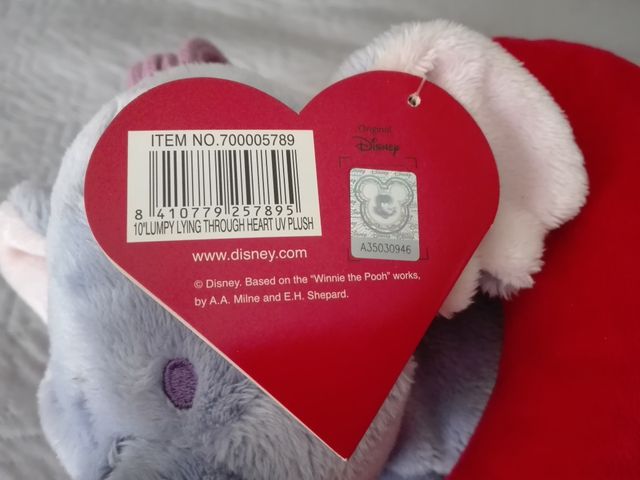 ITEM NO.700005789
8 410779 257895
10"LUMPY LYING THROUGH HEART UV PLUSH
www.disney.com
© Disney. Based on the "Winnie the Pooh" works,
by A.A. Milne and E.H. Shepard.
Original
Disney
A35030946